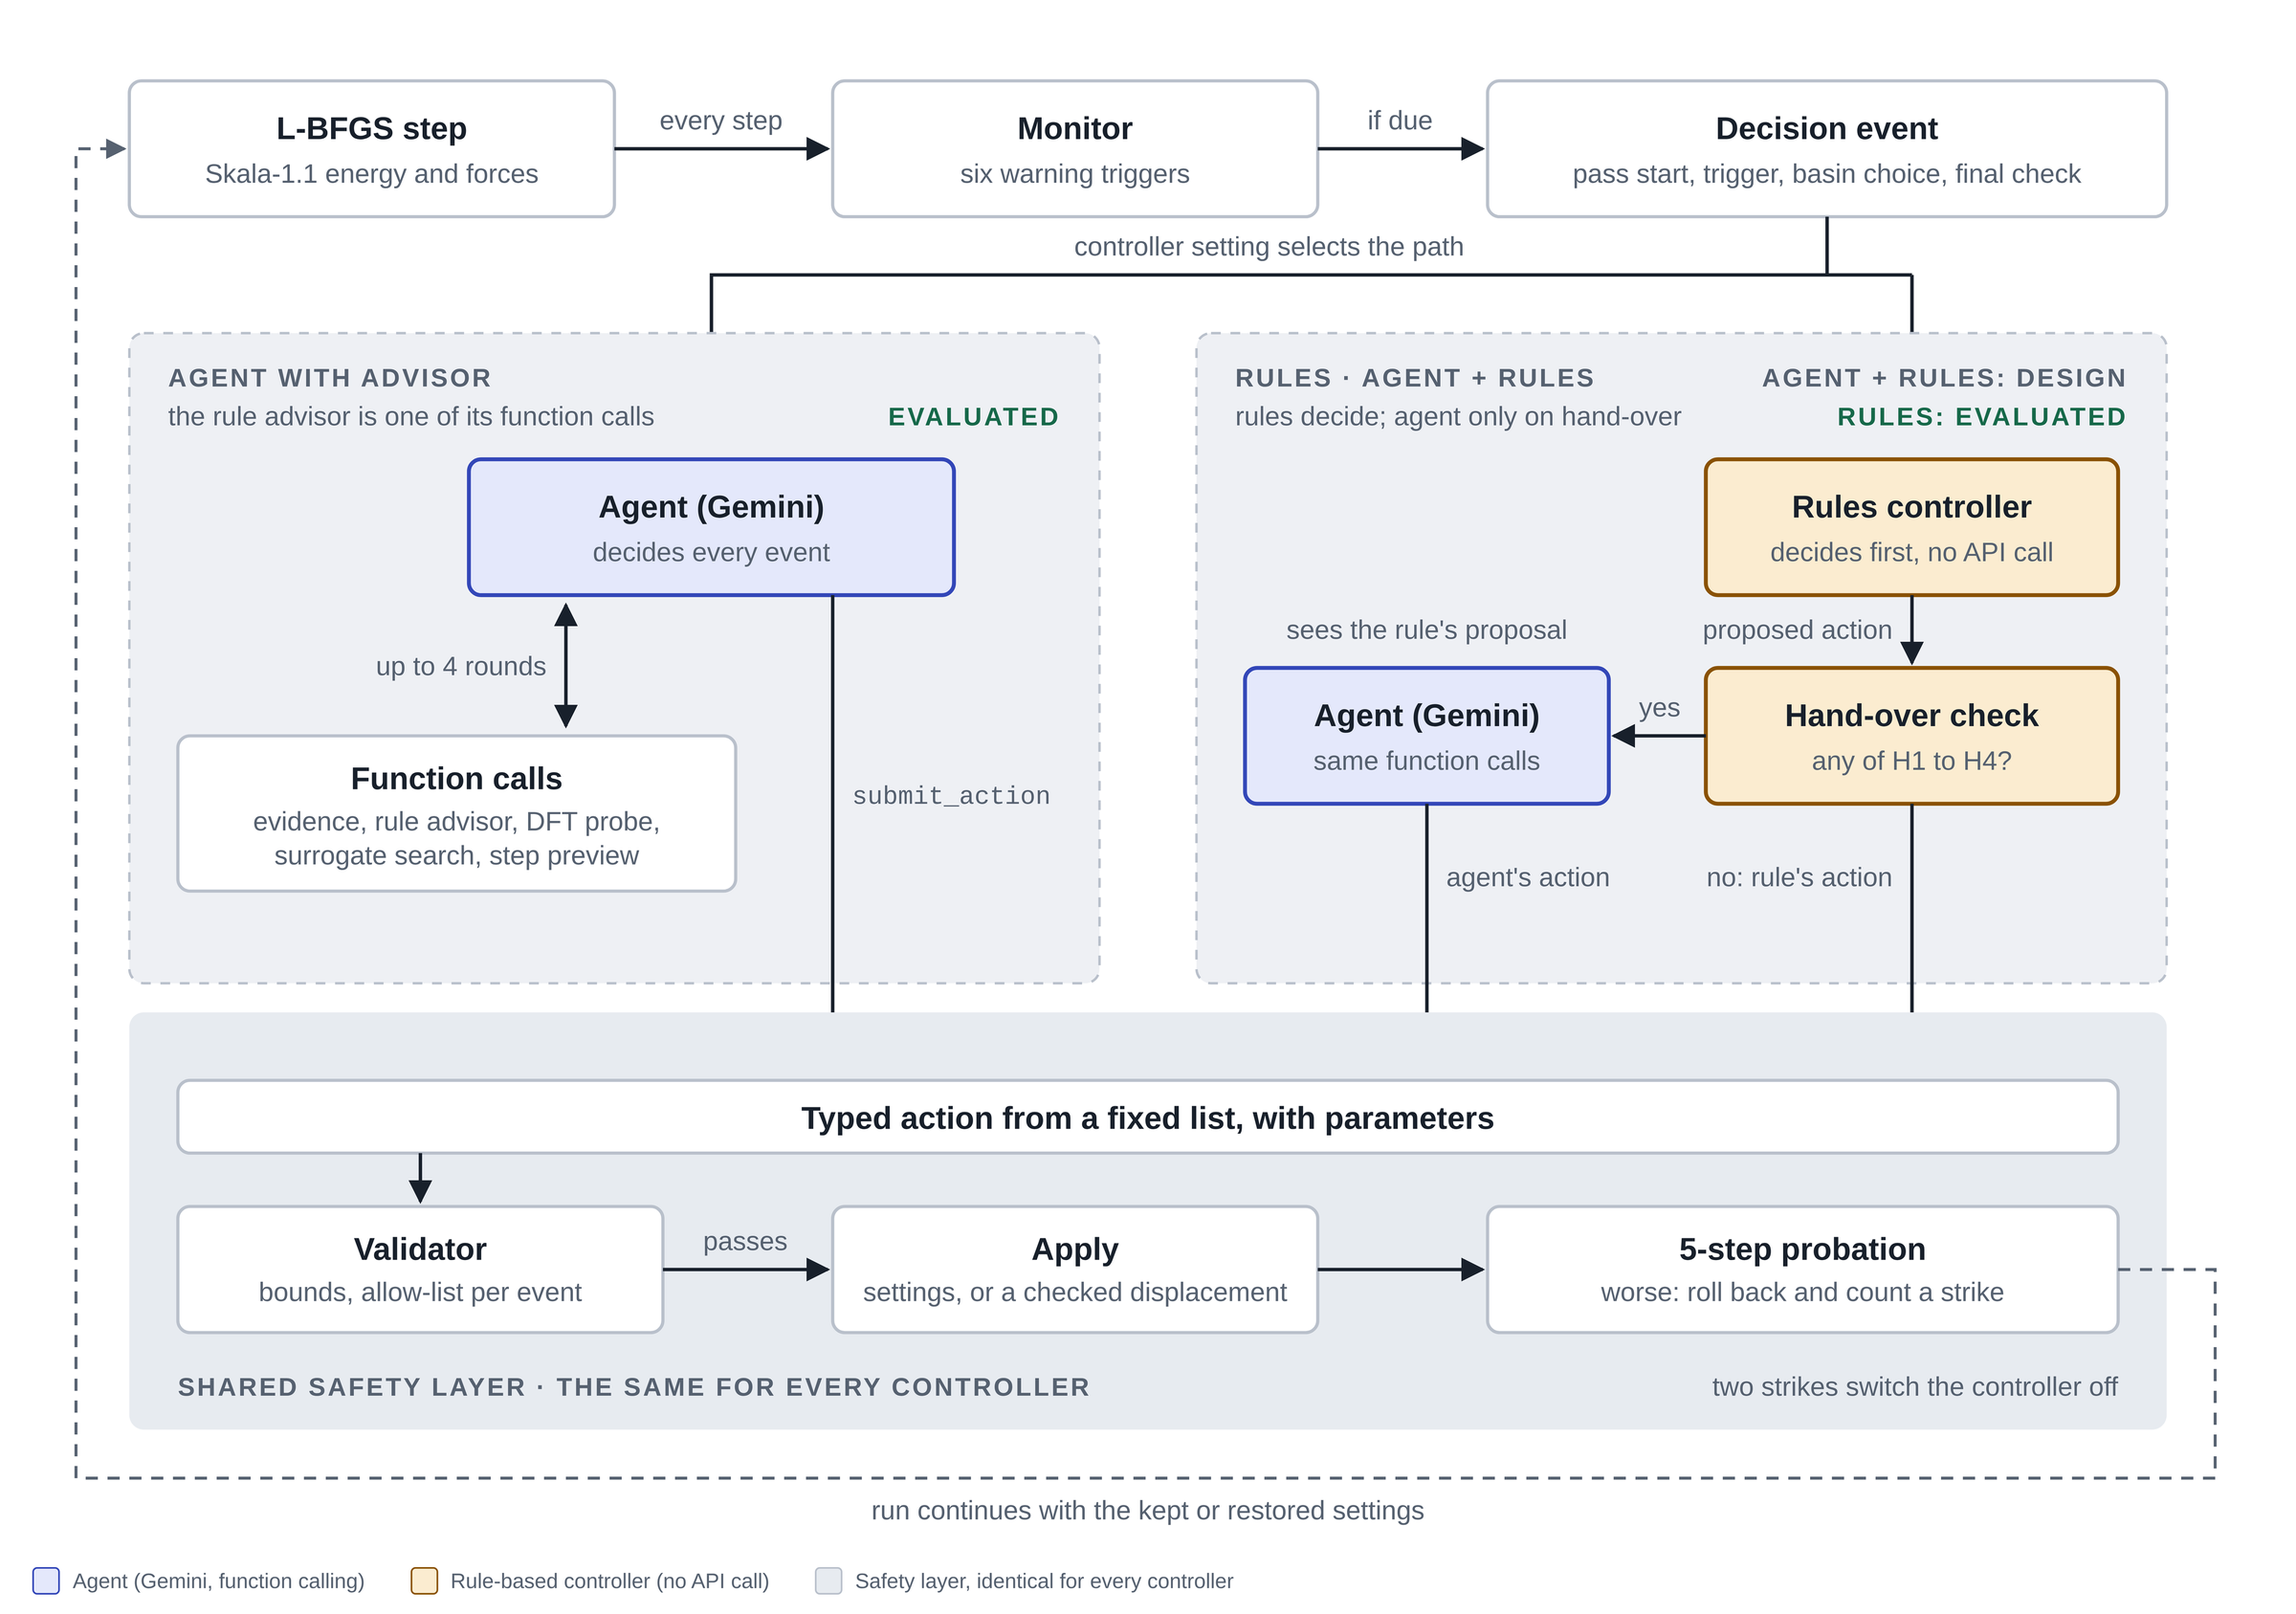 L-BFGS step
Skala-1.1 energy and forces
every step
Monitor
six warning triggers
if due
Decision event
pass start, trigger, basin choice, final check
controller setting selects the path
AGENT WITH ADVISOR
the rule advisor is one of its function calls
EVALUATED
Agent (Gemini)
decides every event
up to 4 rounds
Function calls
evidence, rule advisor, DFT probe,
surrogate search, step preview
submit_action
RULES · AGENT + RULES
AGENT + RULES: DESIGN
rules decide; agent only on hand-over
RULES: EVALUATED
Rules controller
decides first, no API call
sees the rule's proposal
proposed action
Agent (Gemini)
same function calls
yes
Hand-over check
any of H1 to H4?
agent's action
no: rule's action
Typed action from a fixed list, with parameters
Validator
bounds, allow-list per event
passes
Apply
settings, or a checked displacement
5-step probation
worse: roll back and count a strike
SHARED SAFETY LAYER · THE SAME FOR EVERY CONTROLLER
two strikes switch the controller off
run continues with the kept or restored settings
Agent (Gemini, function calling)
Rule-based controller (no API call)
Safety layer, identical for every controller